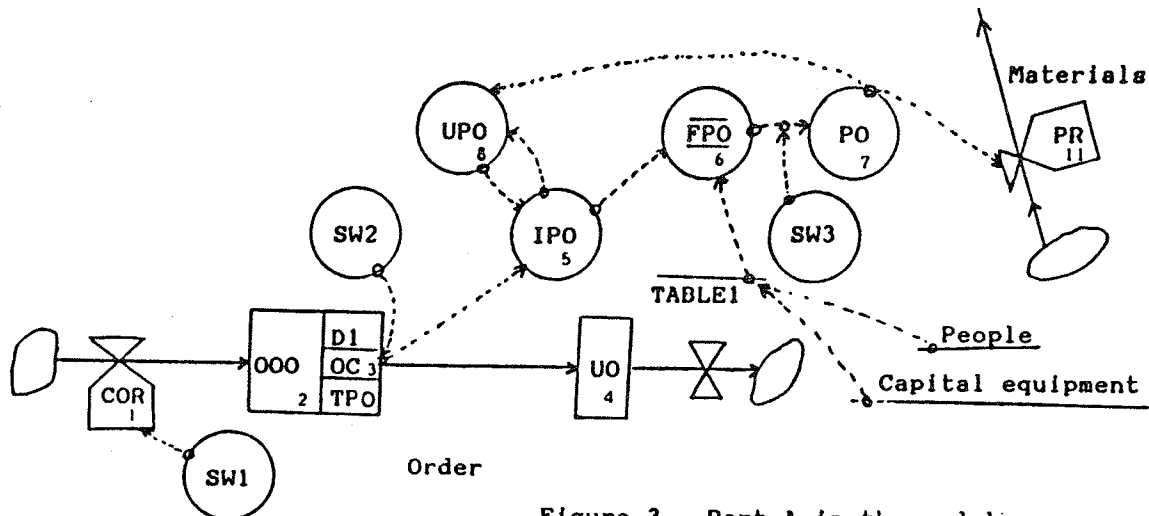 Materials
UPO
8
FPO
6
PO
7
PR
11
SW2
IPO
5
SW3
TABLE1
People
D1
OOO
2
OC 3
TPO
UO
4
Capital equipment
COR
1
SW1
Order